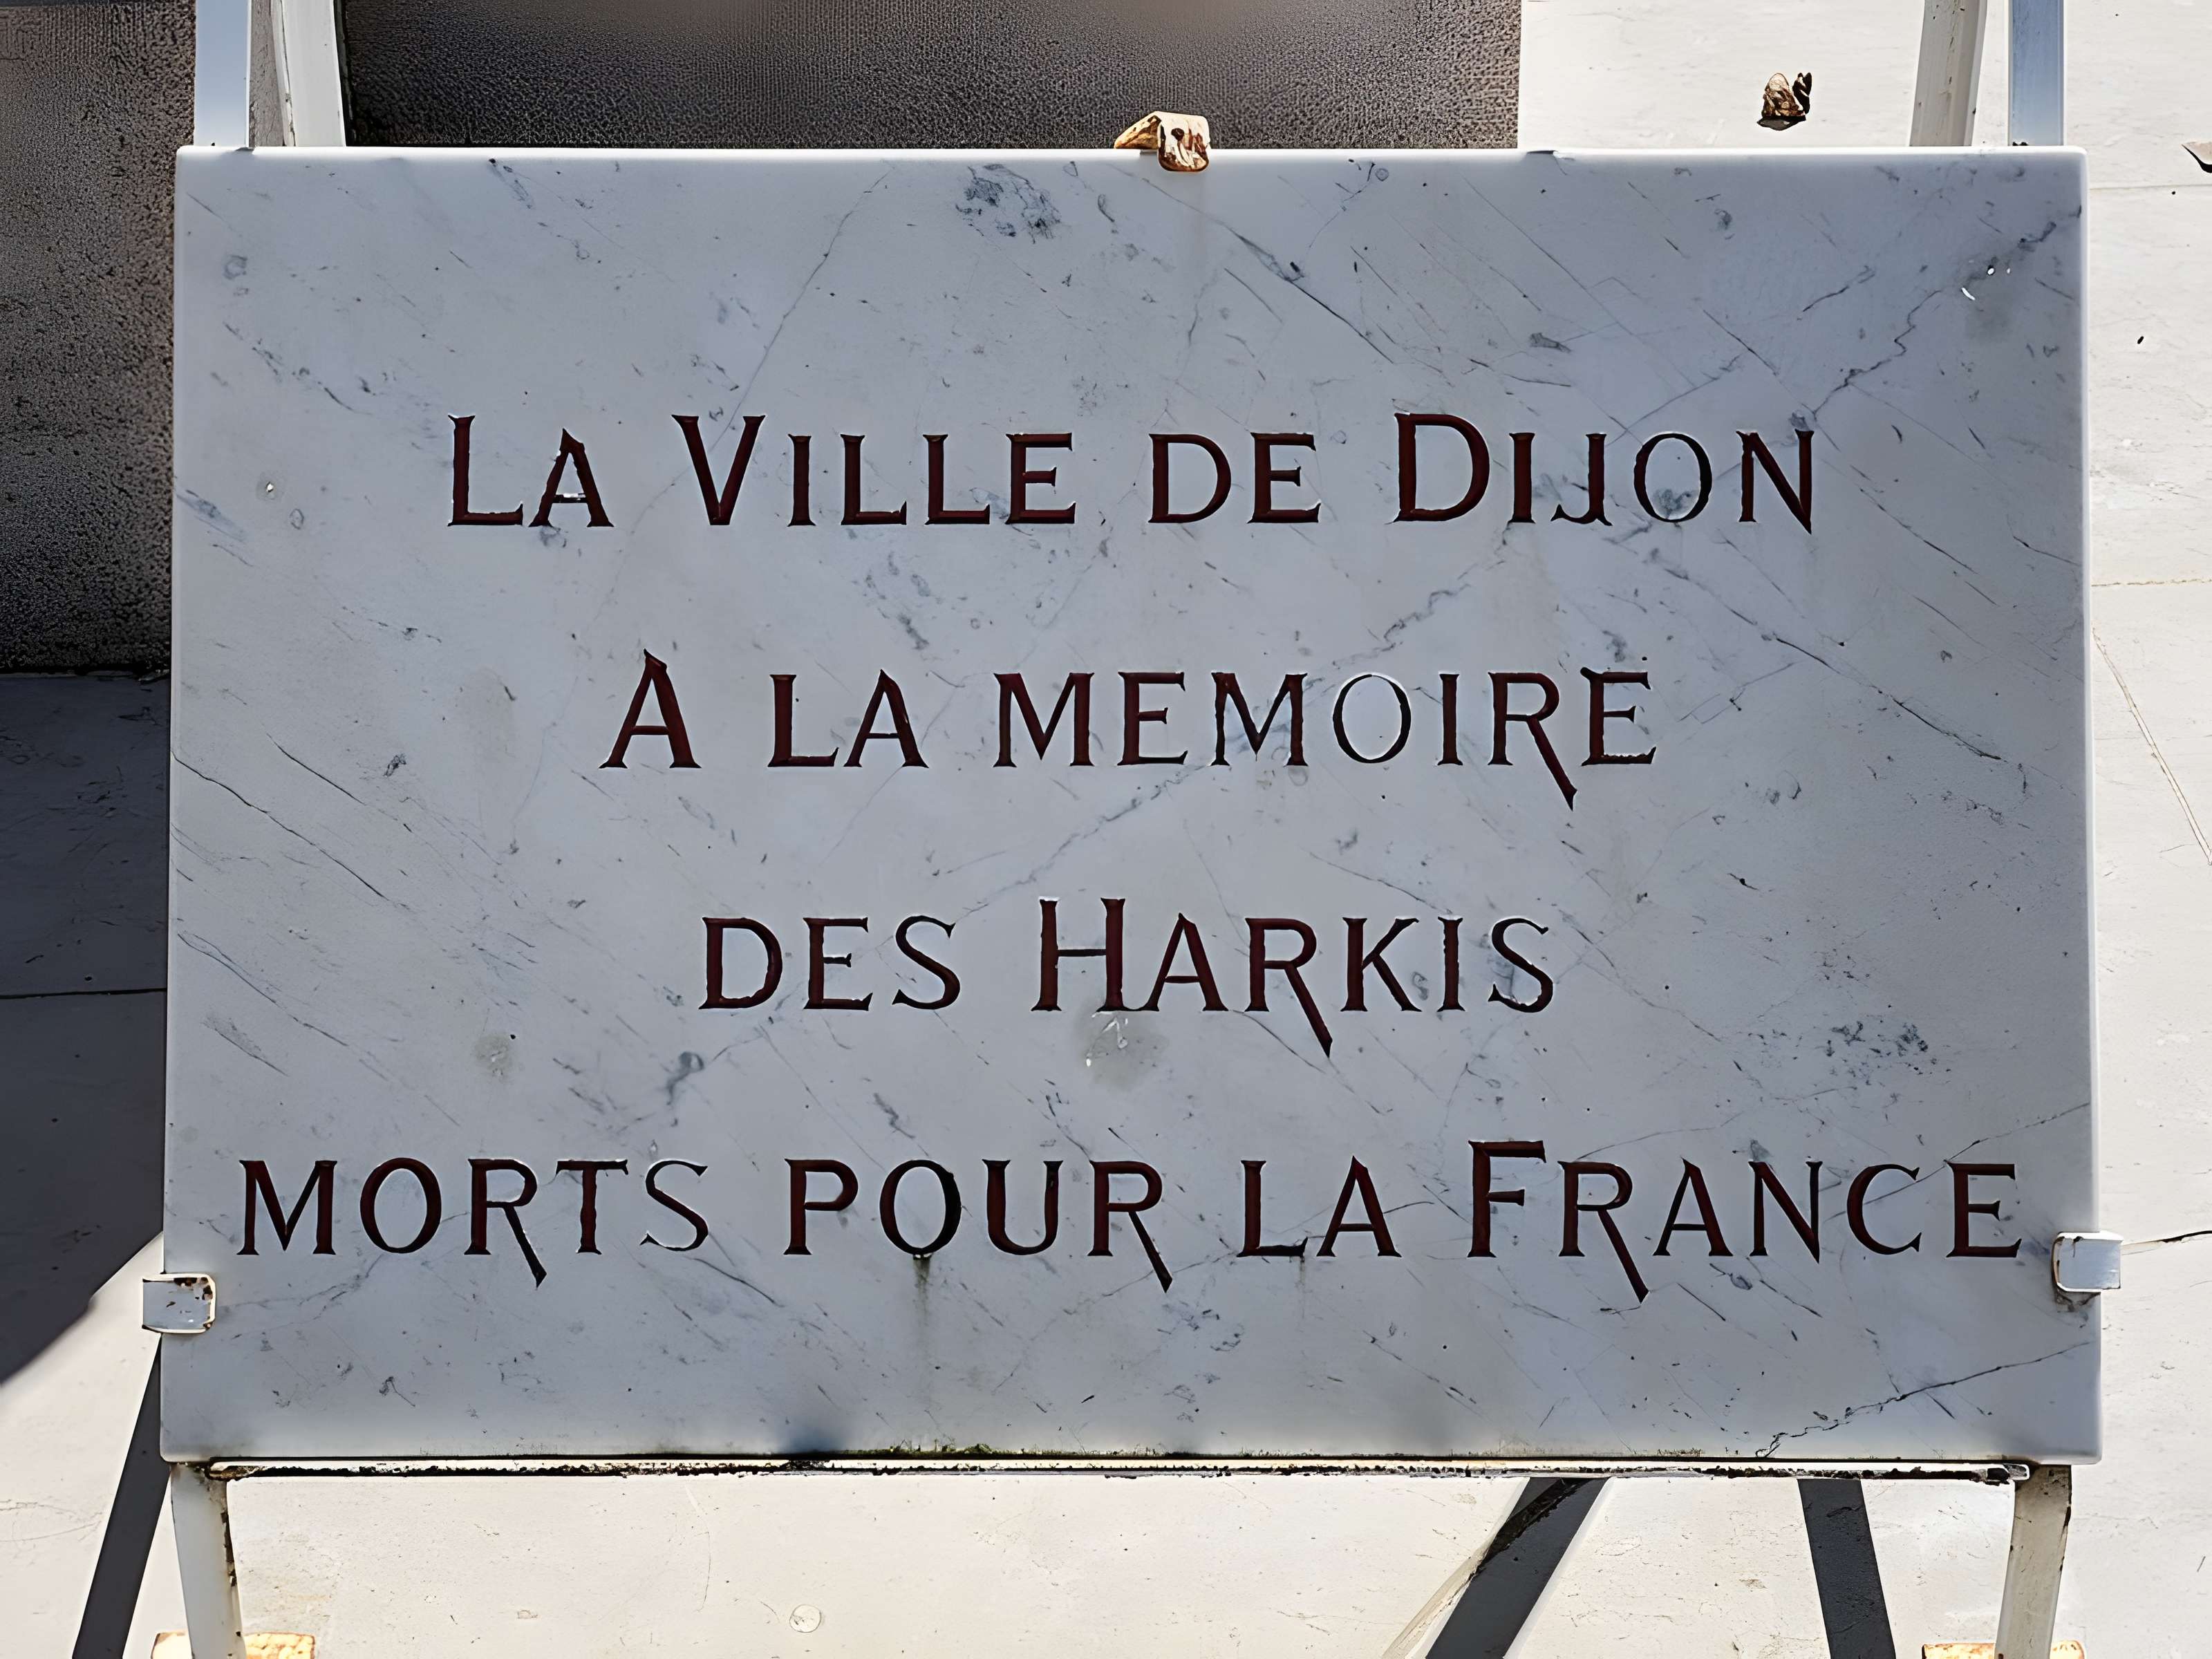 La Ville de Dijon
A la memoire
des Harkis
morts pour la France